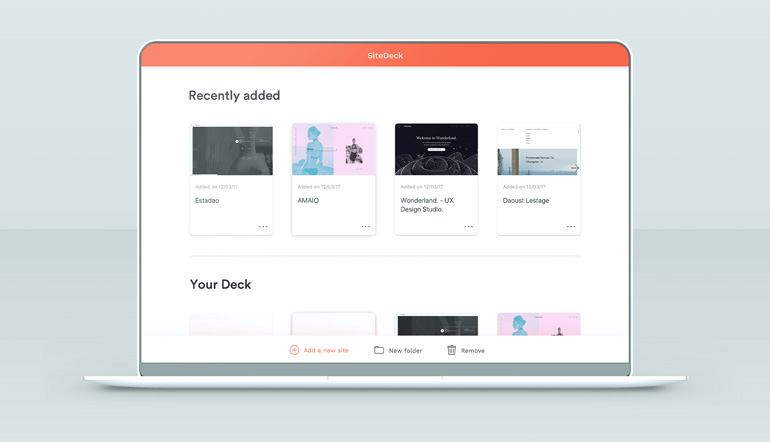 SiteDeck
Recently added
Added on 12/03/17
Estadao
Added on 12/03/17
AMAIO
Welcome to Wonderland.
Added on 12/03/17
Wonderland. - UX
Design Studio.
Added on 12/03/17
Daoust Lestage
Your Deck
Add a new site
New folder
Remove